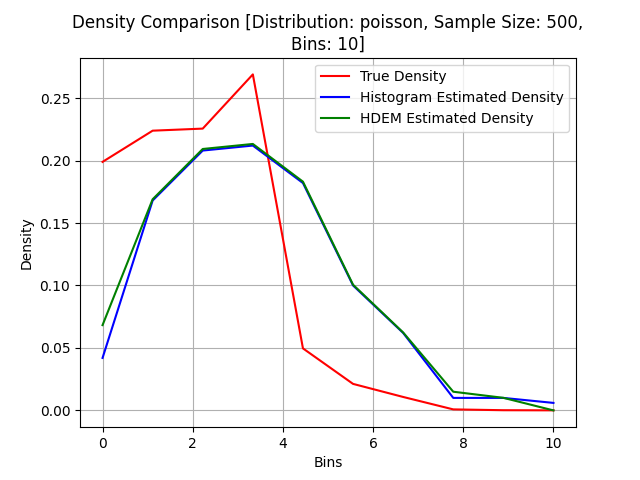 Density Comparison [Distribution: poisson, Sample Size: 500,
Bins: 10]
True Density
Histogram Estimated Density
HDEM Estimated Density
Density
0.25
0.20
0.15
0.10
0.05
0.00
0 2 4 6 8 10
Bins